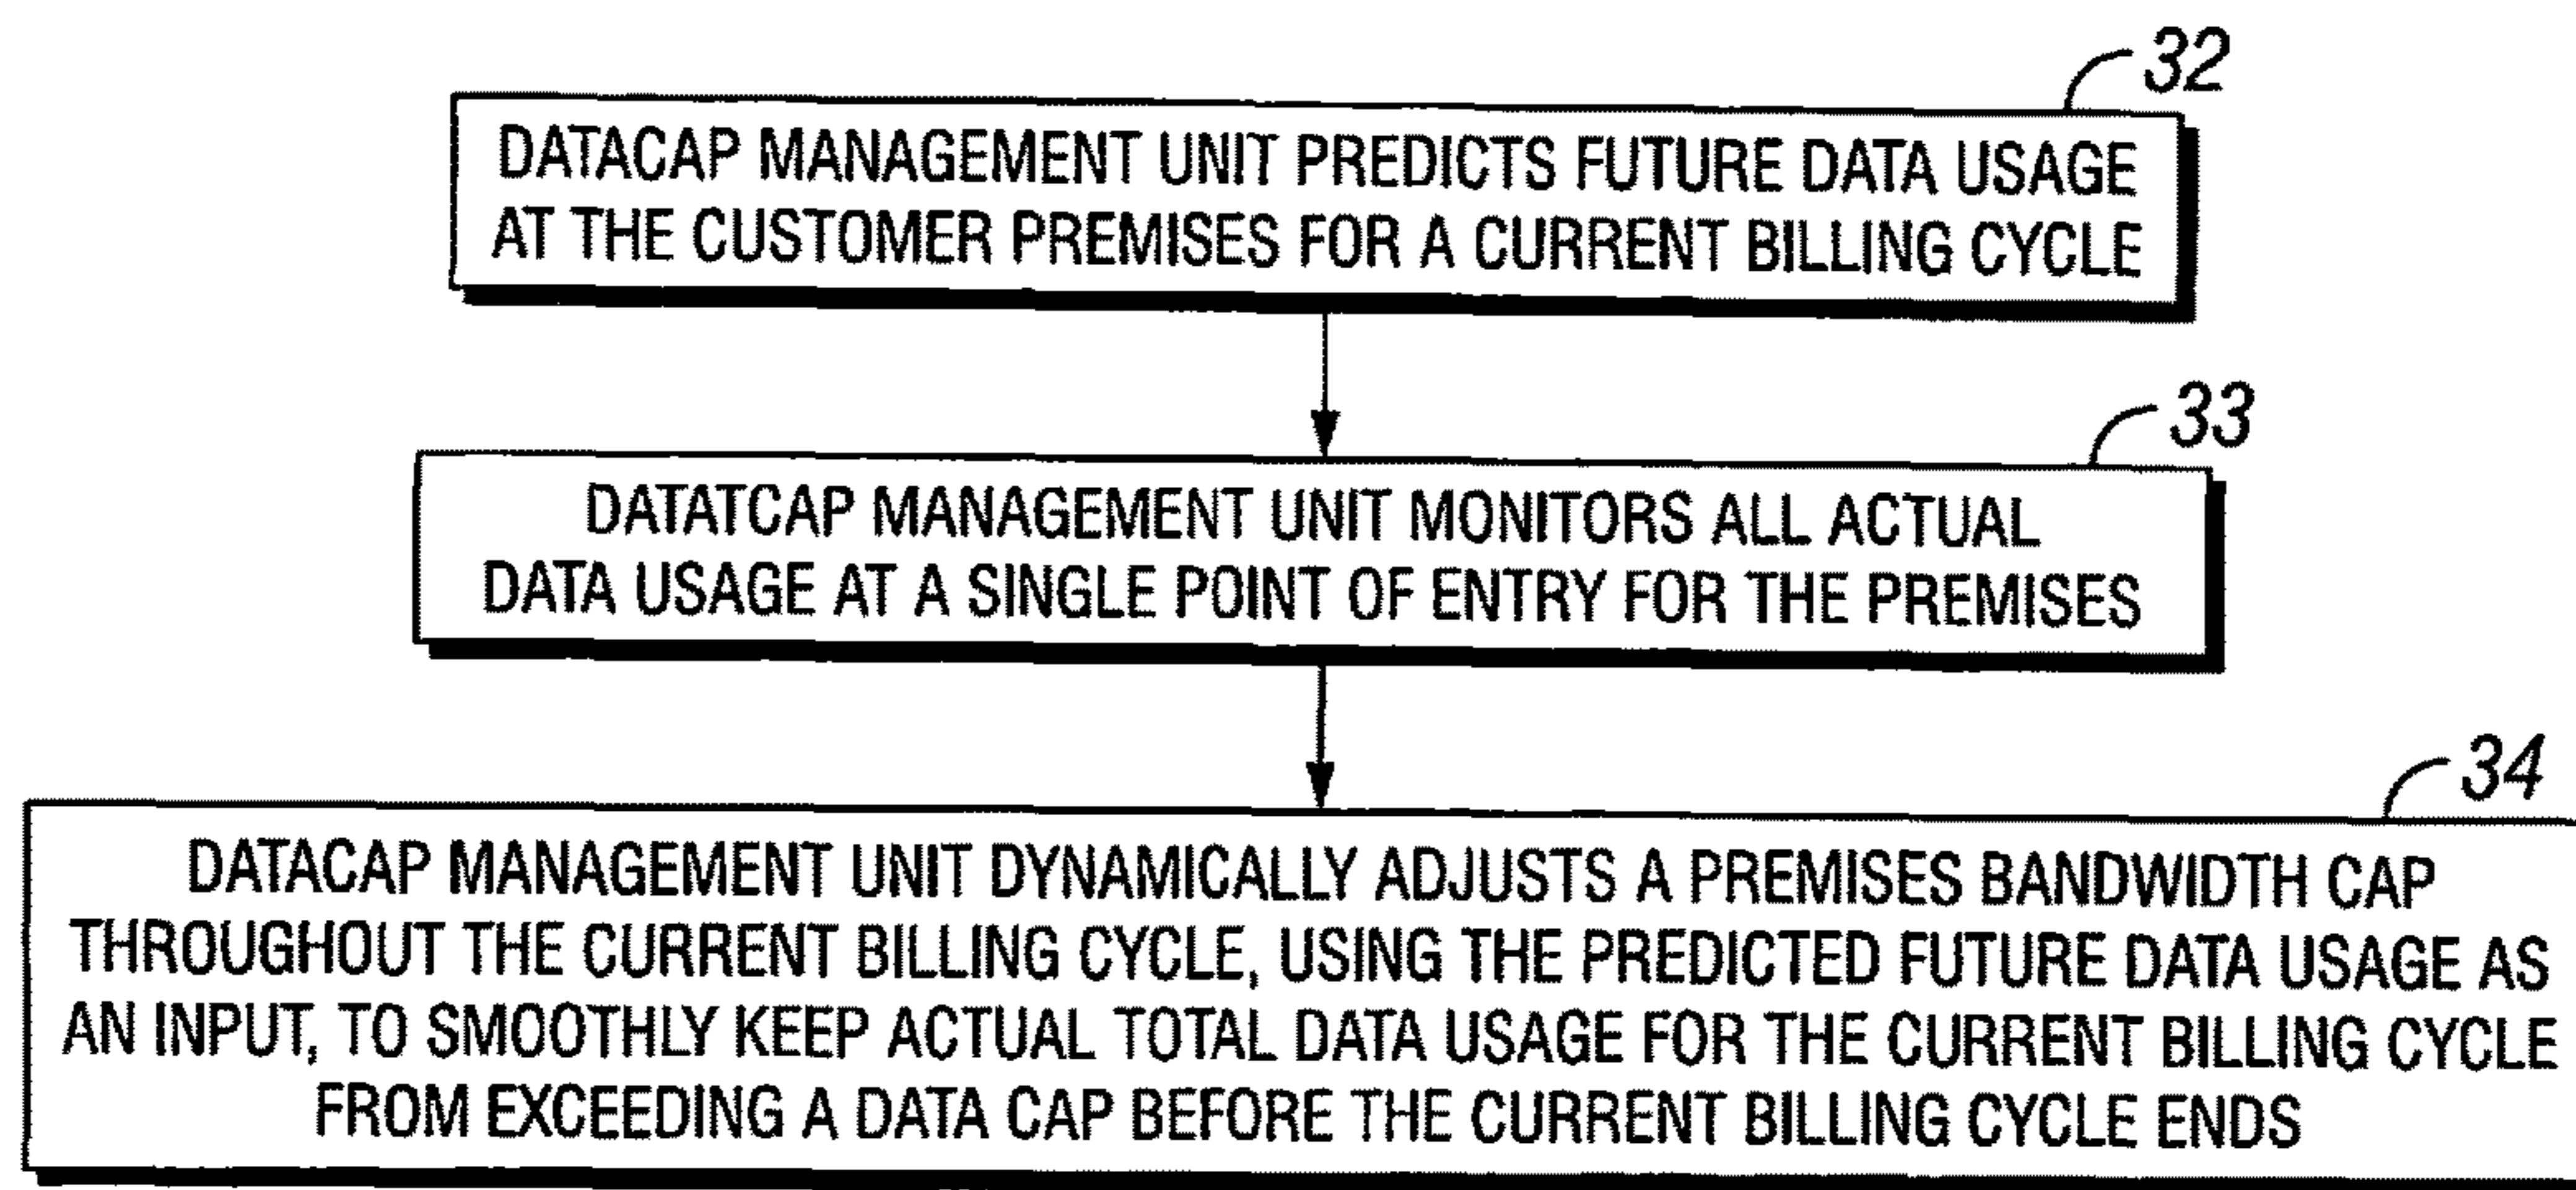 32
DATACAP MANAGEMENT UNIT PREDICTS FUTURE DATA USAGE
AT THE CUSTOMER PREMISES FOR A CURRENT BILLING CYCLE
33
DATATCAP MANAGEMENT UNIT MONITORS ALL ACTUAL
DATA USAGE AT A SINGLE POINT OF ENTRY FOR THE PREMISES
34
DATACAP MANAGEMENT UNIT DYNAMICALLY ADJUSTS A PREMISES BANDWIDTH CAP
THROUGHOUT THE CURRENT BILLING CYCLE, USING THE PREDICTED FUTURE DATA USAGE AS
AN INPUT, TO SMOOTHLY KEEP ACTUAL TOTAL DATA USAGE FOR THE CURRENT BILLING CYCLE
FROM EXCEEDING A DATA CAP BEFORE THE CURRENT BILLING CYCLE ENDS